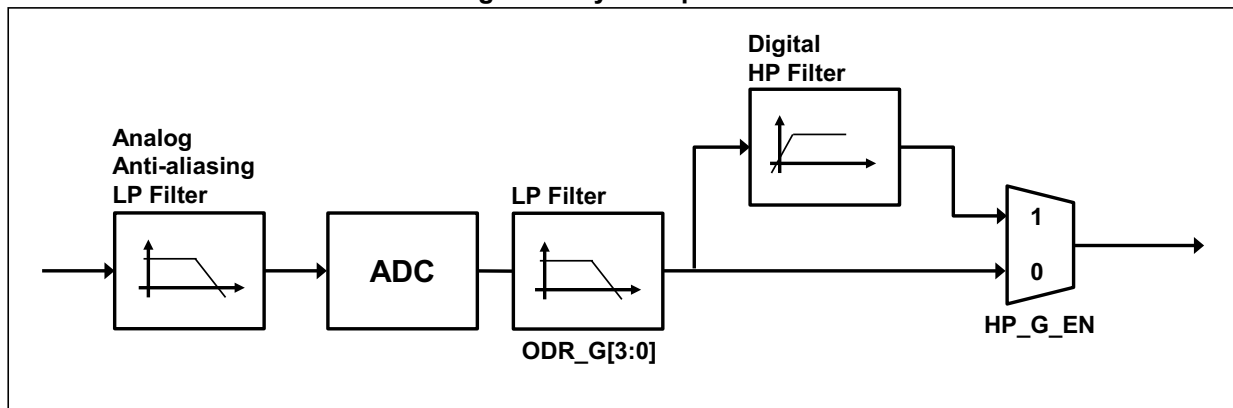 Digital
HP Filter
Analog
Anti-aliasing
LP Filter
LP Filter
ADC
1
0
HP_G_EN
ODR_G[3:0]